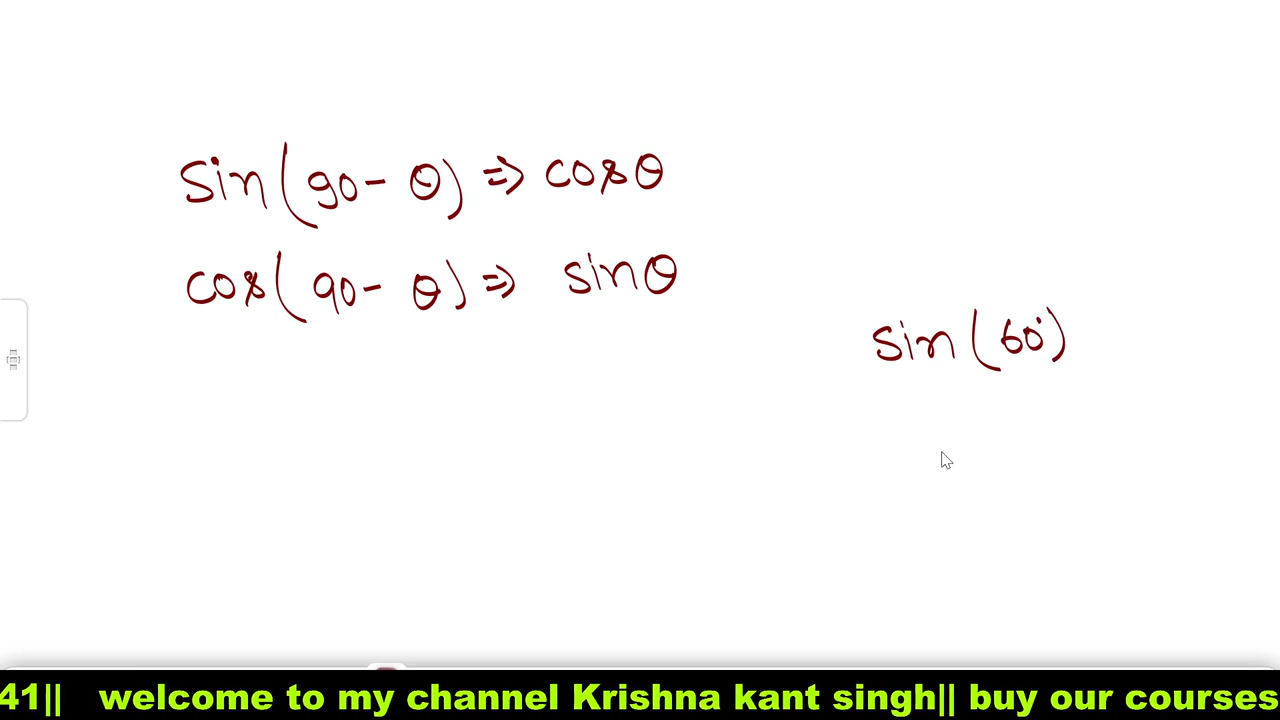 sin(90-θ)⇒cosθ
cos(90-θ)⇒ sinθ
sin(60°)
41||   welcome to my channel Krishna kant singh|| buy our courses